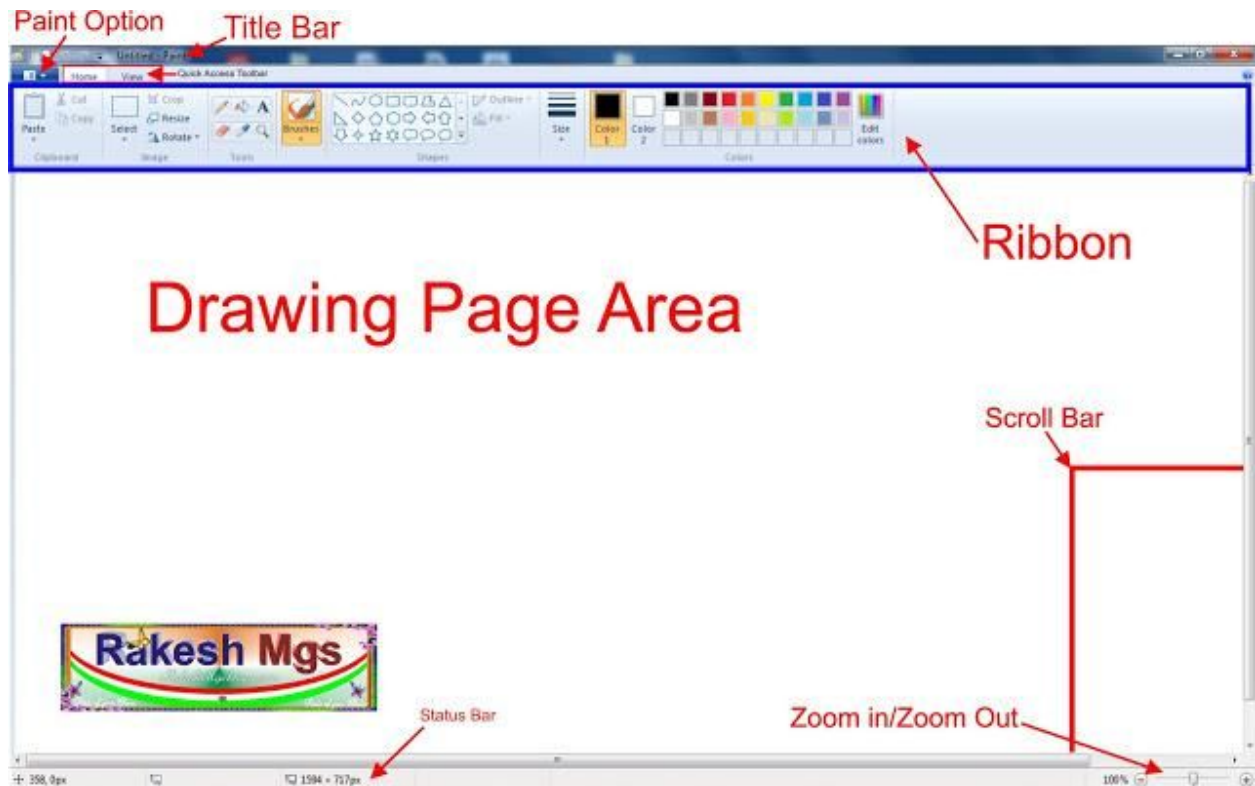 Paint Option
Title Bar
Untitled - Paint
Home View Quick Access Toolbar
Paste
Cut
Copy
Clipboard
Select
Crop
Resize
Rotate
Image
A
Tools
Brushes
Outline
Fill
Shapes
Size
Color 1
Color 2
Edit colors
Colors
Ribbon
Drawing Page Area
Scroll Bar
Rakesh Mgs
Status Bar
Zoom in/Zoom Out
358, 0px
1594 × 717px
100%